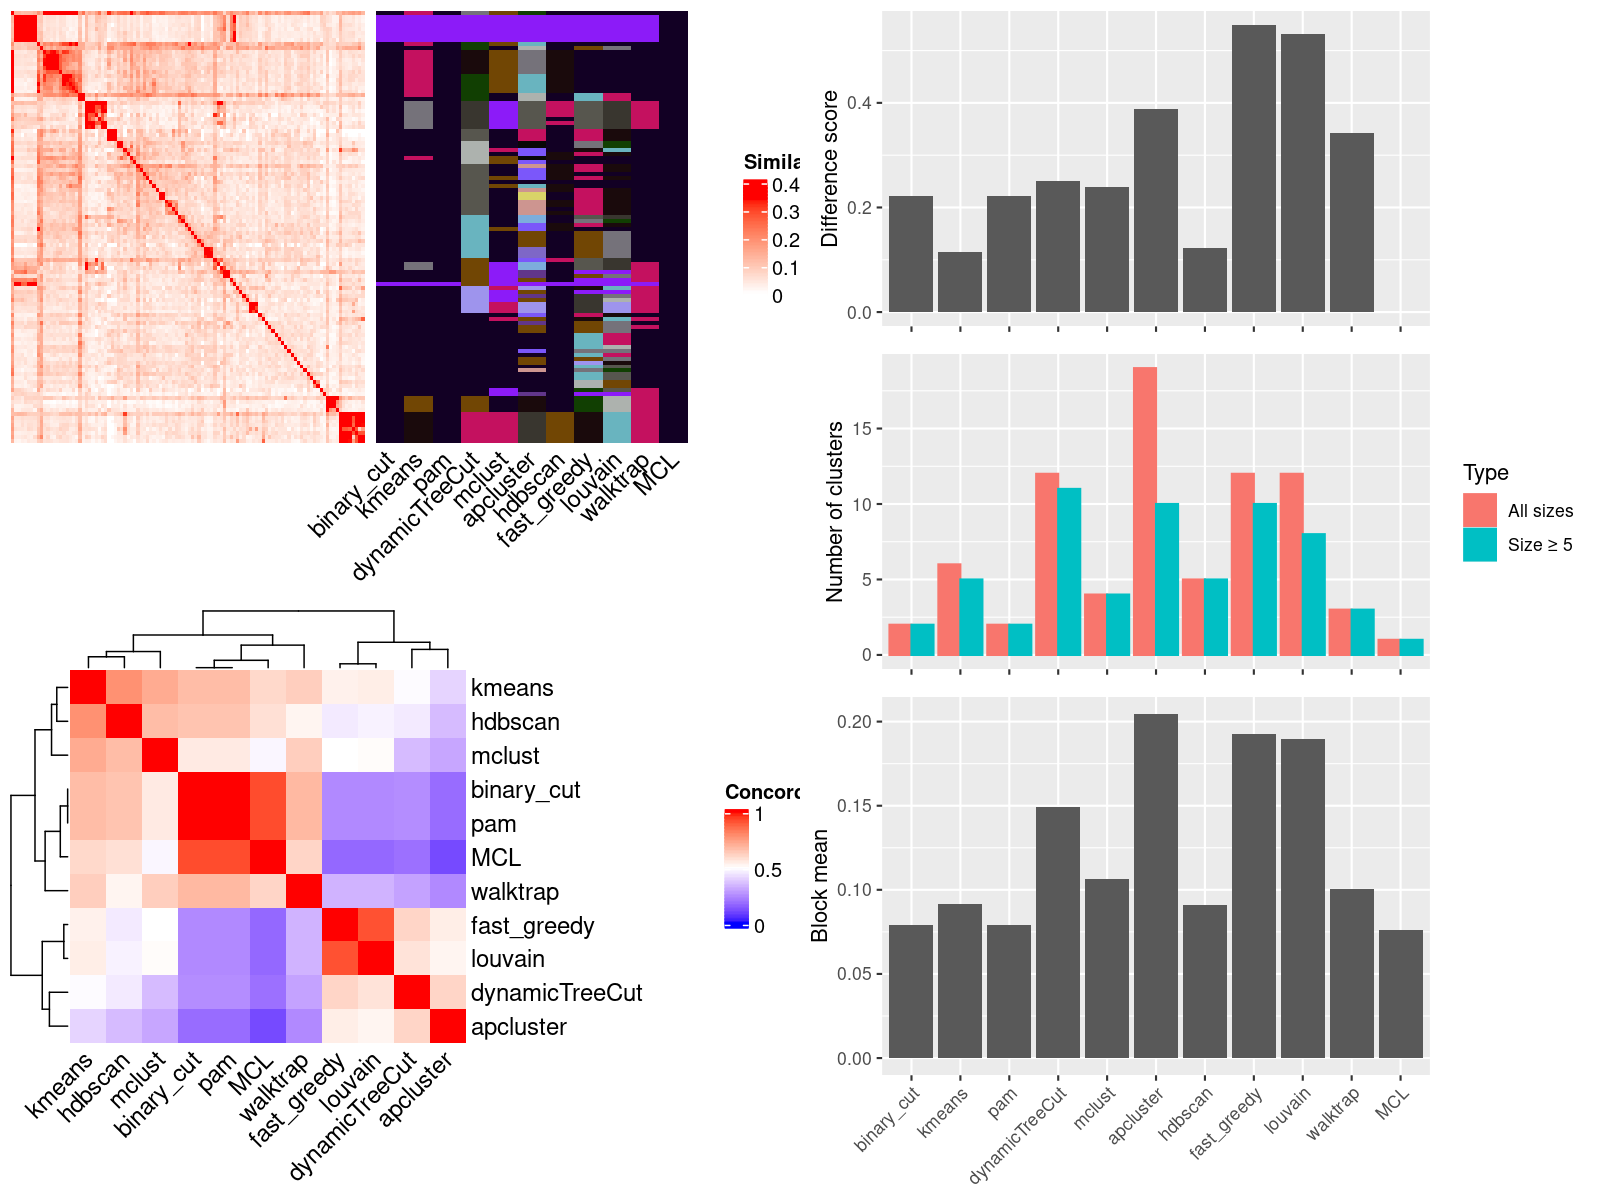 Simila
0.4
0.3
0.2
0.1
0
binary_cut
kmeans
pam
dynamicTreeCut
mclust
apcluster
hdbscan
fast_greedy
louvain
walktrap
MCL
kmeans
hdbscan
mclust
binary_cut
pam
MCL
walktrap
fast_greedy
louvain
dynamicTreeCut
apcluster
Concord
1
0.5
0
kmeans
hdbscan
mclust
binary_cut
pam
MCL
walktrap
fast_greedy
louvain
dynamicTreeCut
apcluster
Difference score
0.4
0.2
0.0
Number of clusters
15
10
5
0
Type
All sizes
Size ≥ 5
Block mean
0.20
0.15
0.10
0.05
0.00
binary_cut
kmeans
pam
dynamicTreeCut
mclust
apcluster
hdbscan
fast_greedy
louvain
walktrap
MCL